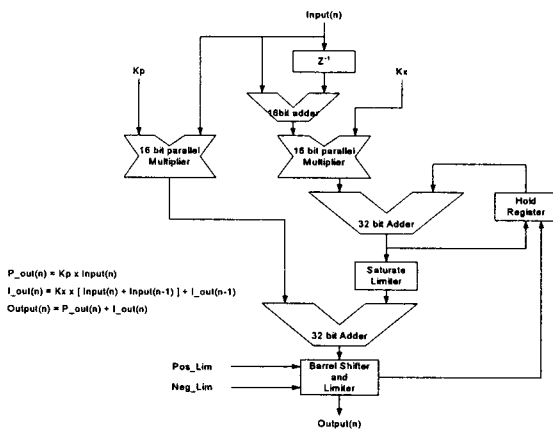 Input(n)
Z⁻¹
Kp
Kx
16bit adder
16 bit parallel
Multiplier
16 bit parallel
Multiplier
Hold
Register
32 bit Adder
Saturate
Limiter
P_out(n) = Kp x Input(n)
I_out(n) = Kx x [ Input(n) + Input(n-1) ] + I_out(n-1)
Output(n) = P_out(n) + I_out(n)
32 bit Adder
Pos_Lim
Neg_Lim
Barrel Shifter
and
Limiter
Output(n)